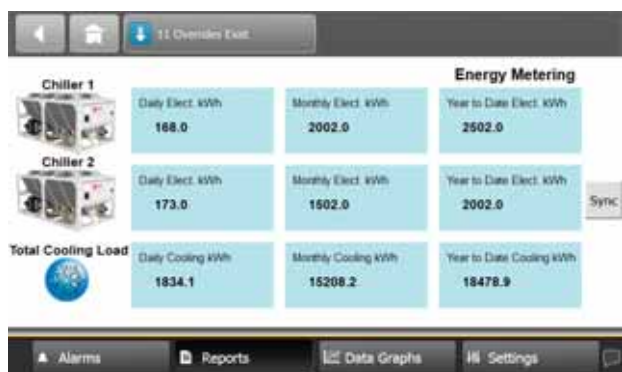 11 Overrides Exist
Energy Metering
Chiller 1
Daily Elect. kWh
168.0
Monthly Elect. kWh
2002.0
Year to Date Elect. kWh
2502.0
Chiller 2
Daily Elect. kWh
173.0
Monthly Elect. kWh
1502.0
Year to Date Elect. kWh
2002.0
Sync
Total Cooling Load
Daily Cooling kWh
1834.1
Monthly Cooling kWh
15208.2
Year to Date Cooling kWh
18478.9
Alarms
Reports
Data Graphs
Settings